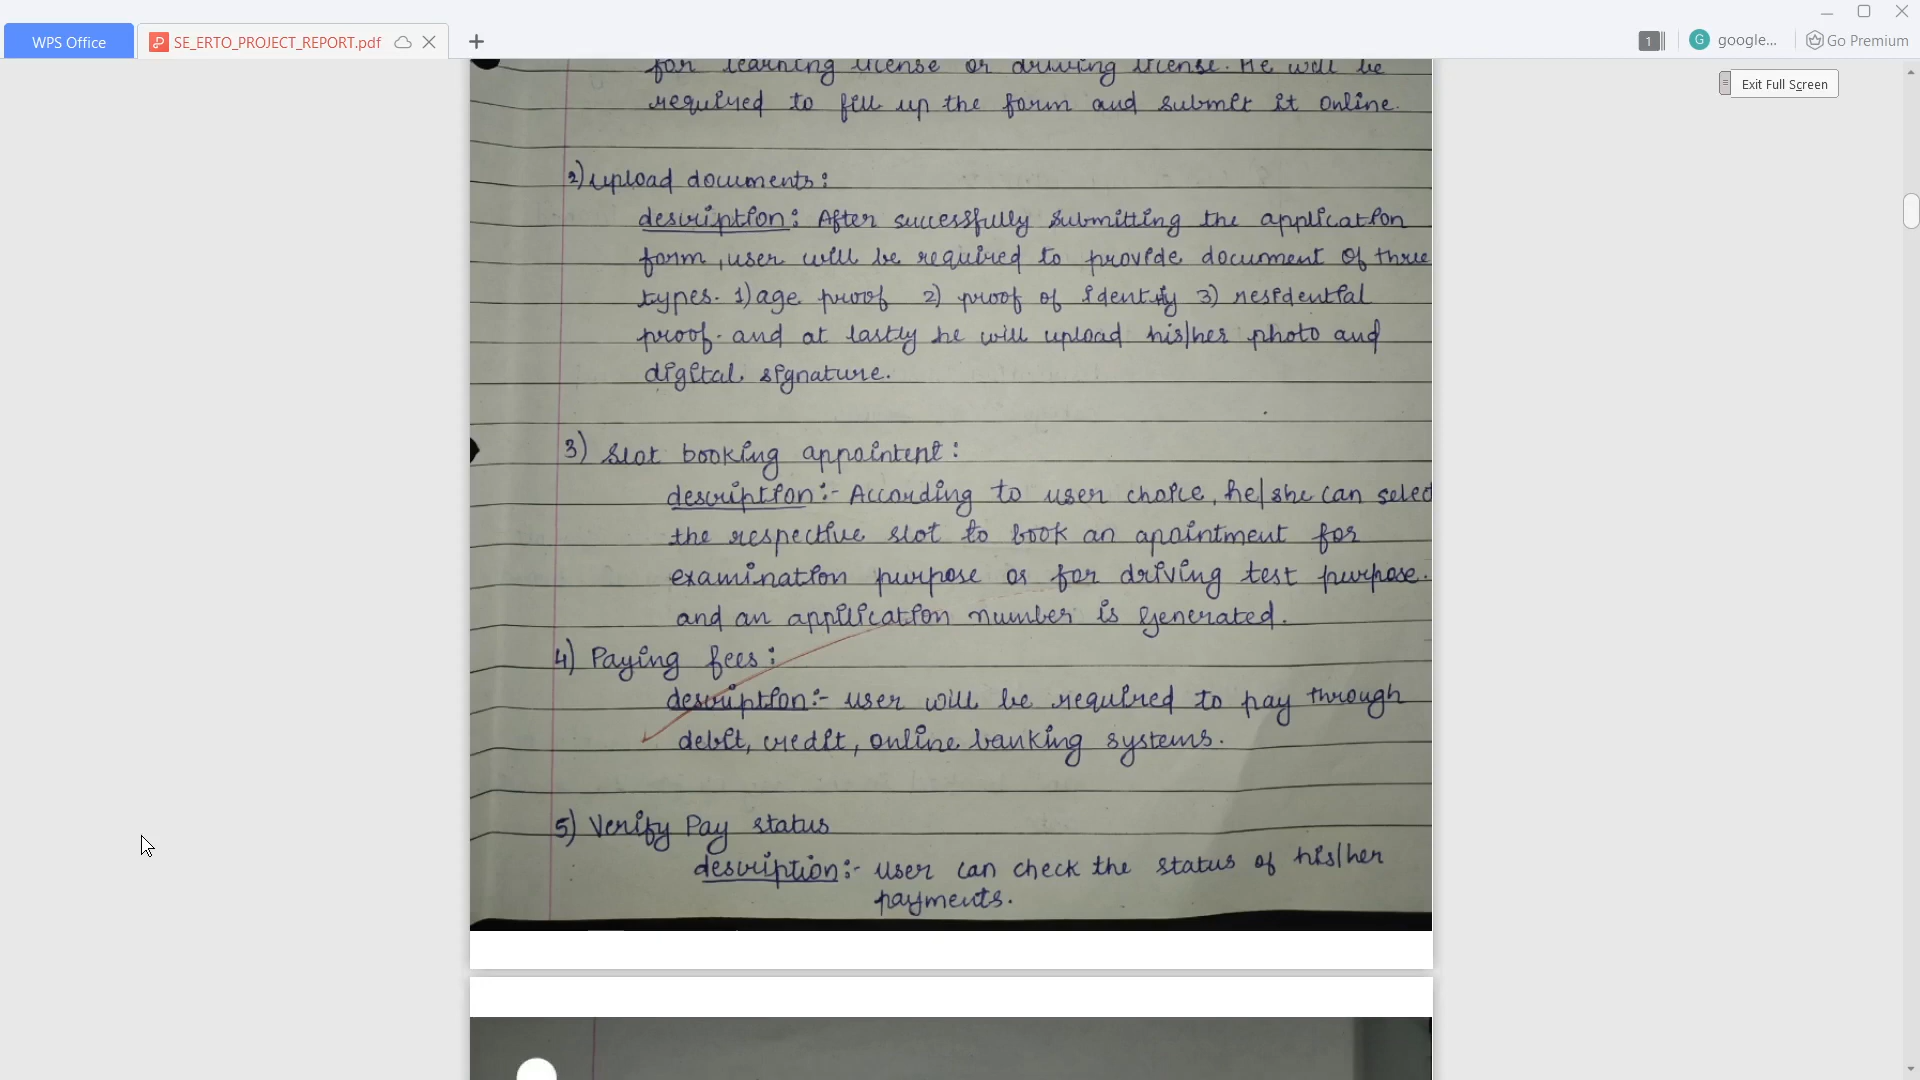 WPS Office
SE_ERTO_PROJECT_REPORT.pdf
1
G google...
Go Premium
Exit Full Screen
for learning license or driving license. He will be
required to fill up the form and submit it online.
2) upload documents:
description: After successfully submitting the application
form, user will be required to provide document of three
types. 1) age proof 2) proof of identity 3) residential
proof. and at lastly he will upload his/her photo and
digital signature.
3) Slot booking appointent:
description:- According to user choice, he/she can select
the respective slot to book an apointment for
examination purpose or for driving test purpose.
and an application number is generated.
4) Paying fees:
description:- user will be required to pay through
debit, credit, online banking systems.
5) Verify Pay status
description:- user can check the status of his/her
payments.